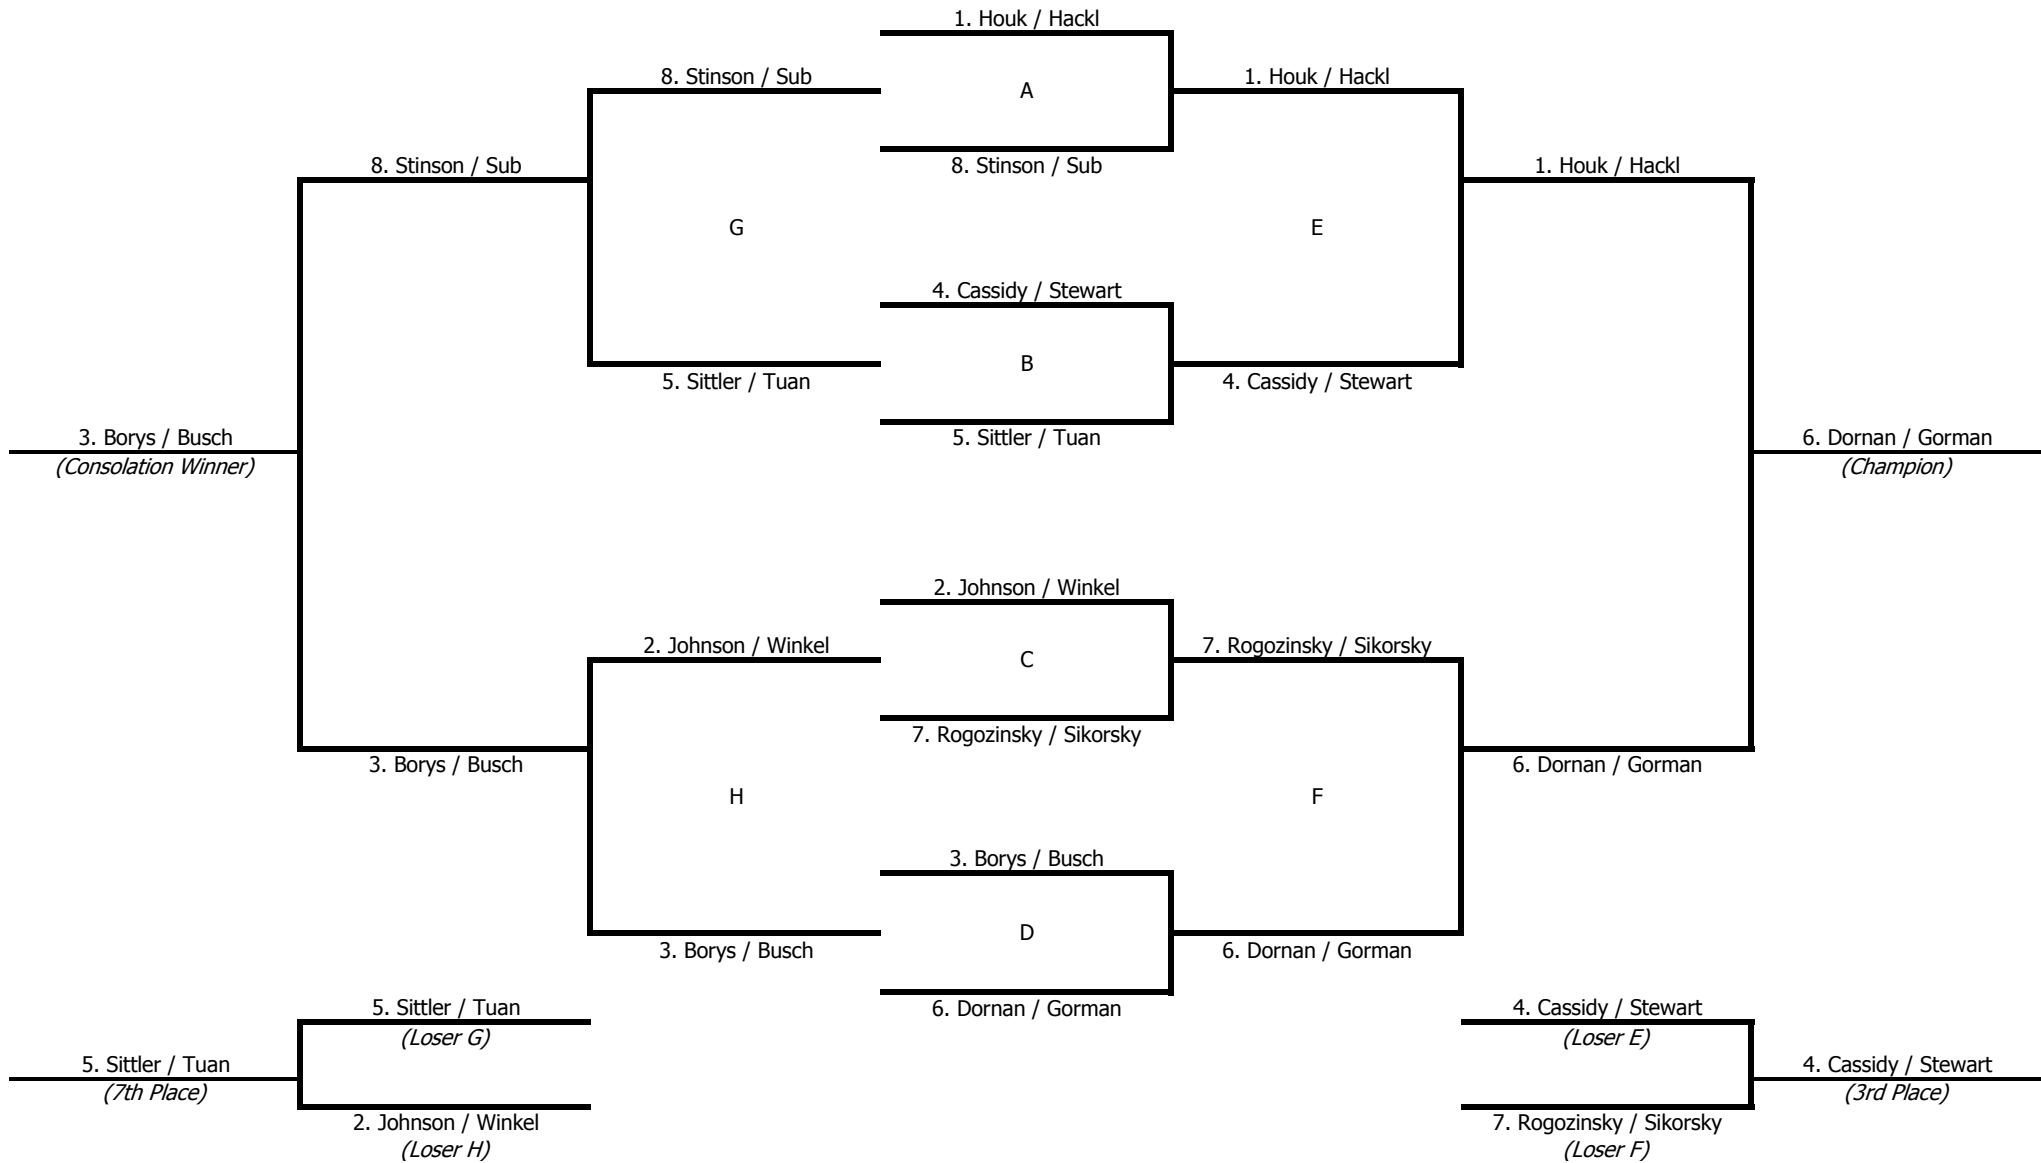 1. Houk / Hackl
8. Stinson / Sub
A
1. Houk / Hackl
8. Stinson / Sub
8. Stinson / Sub
1. Houk / Hackl
G
E
4. Cassidy / Stewart
B
5. Sittler / Tuan
4. Cassidy / Stewart
3. Borys / Busch
5. Sittler / Tuan
6. Dornan / Gorman
(Consolation Winner)
(Champion)
2. Johnson / Winkel
2. Johnson / Winkel
C
7. Rogozinsky / Sikorsky
7. Rogozinsky / Sikorsky
3. Borys / Busch
6. Dornan / Gorman
H
F
3. Borys / Busch
D
3. Borys / Busch
6. Dornan / Gorman
5. Sittler / Tuan
6. Dornan / Gorman
4. Cassidy / Stewart
(Loser G)
(Loser E)
5. Sittler / Tuan
4. Cassidy / Stewart
(7th Place)
(3rd Place)
2. Johnson / Winkel
7. Rogozinsky / Sikorsky
(Loser H)
(Loser F)